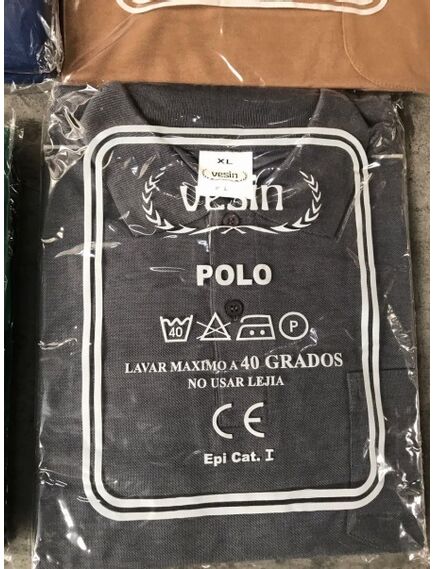 XL
vesin
vesin
POLO
40
P
LAVAR MAXIMO A 40 GRADOS
NO USAR LEJIA
CE
Epi Cat. I